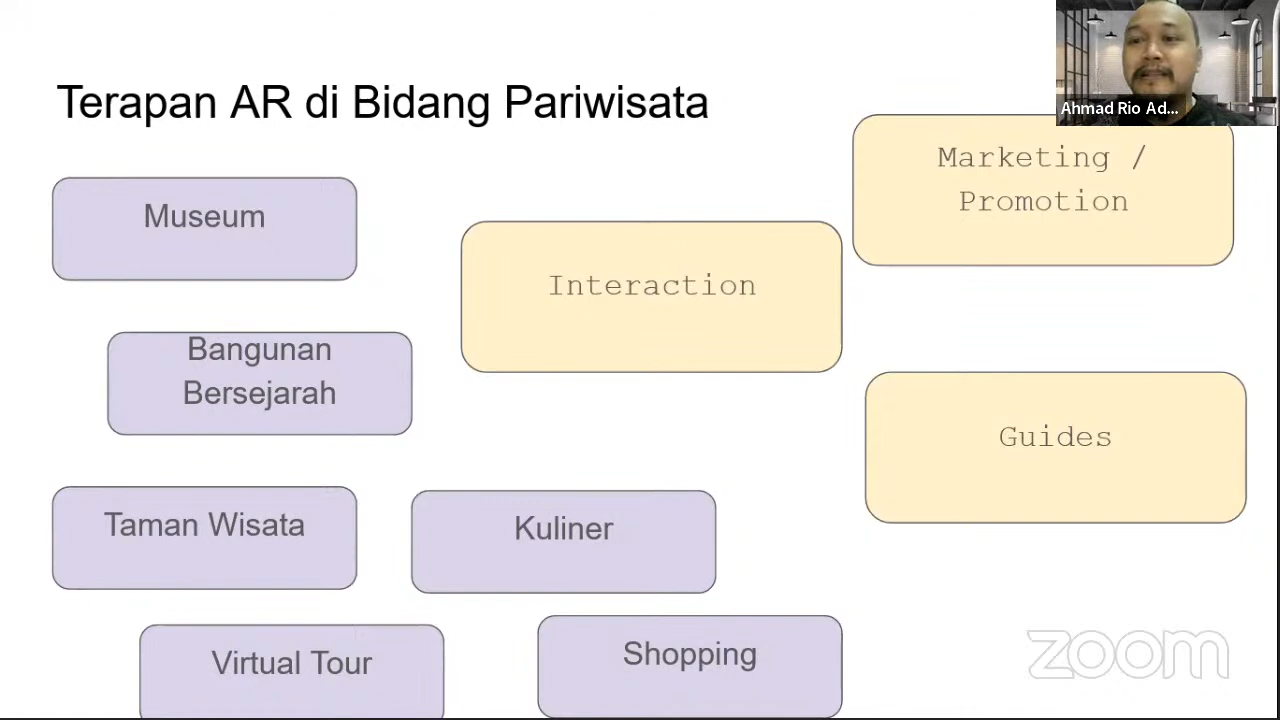 Terapan AR di Bidang Pariwisata
Ahmad Rio Ad...
Marketing /
Promotion
Museum
Interaction
Bangunan
Bersejarah
Guides
Taman Wisata
Kuliner
Virtual Tour
Shopping
zoom